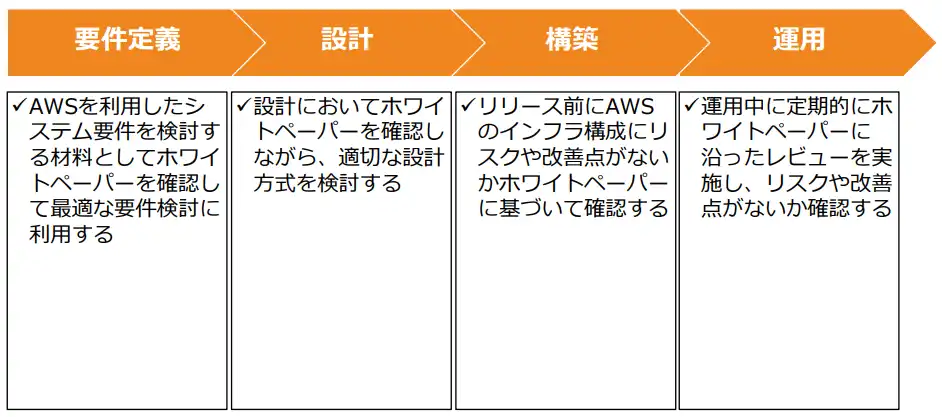 要件定義
設計
構築
運用
✓AWSを利用したシ
ステム要件を検討す
る材料としてホワイ
トペーパーを確認し
て最適な要件検討に
利用する
✓設計においてホワイ
トペーパーを確認し
ながら、適切な設計
方式を検討する
✓リリース前にAWS
のインフラ構成にリ
スクや改善点がない
かホワイトペーパー
に基づいて確認する
✓運用中に定期的にホ
ワイトペーパーに
沿ったレビューを実
施し、リスクや改善
点がないか確認する